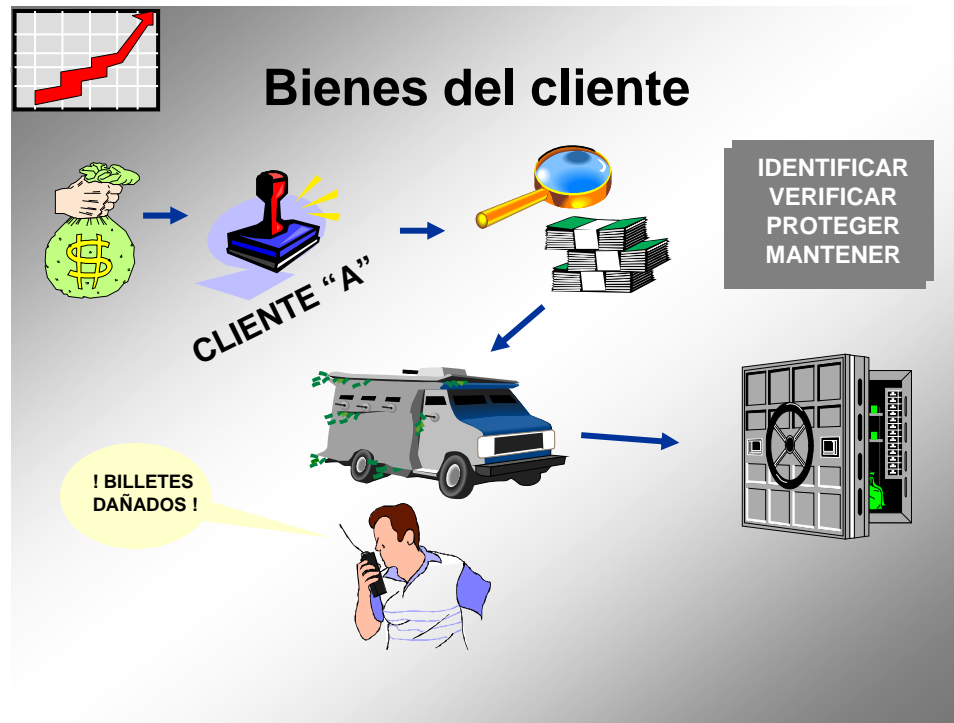 Bienes del cliente
IDENTIFICAR
VERIFICAR
PROTEGER
MANTENER
CLIENTE “A”
! BILLETES
DAÑADOS !